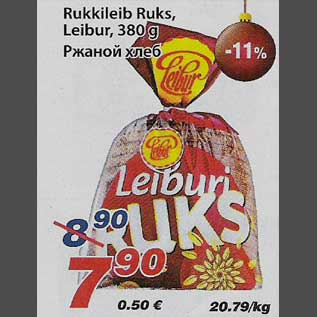 Rukkileib Ruks,
Leibur, 380 g
Ржаной хлеб
-11%
Leibur
Leibur
Leiburi
RUKS
8 90
7 90
0.50 €
20.79/kg